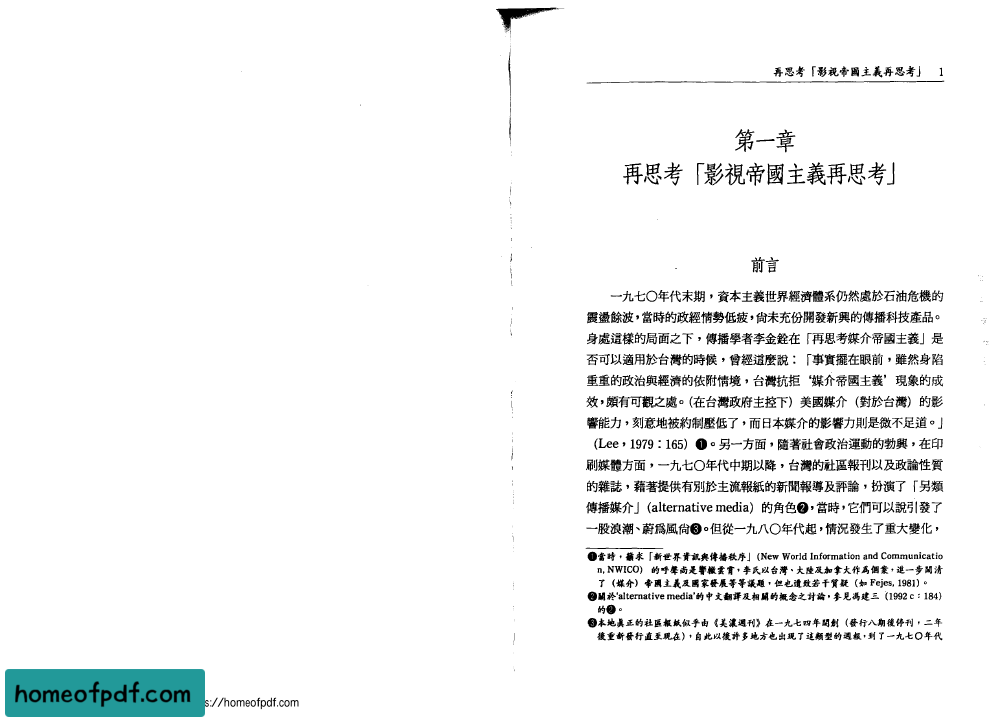 再思考「影視帝國主義再思考」 1
第一章
再思考「影視帝國主義再思考」
前言
一九七〇年代末期，資本主義世界經濟體系仍然處於石油危機的
震盪餘波，當時的政經情勢低疲，尙未充份開發新興的傳播科技產品。
身處這樣的局面之下，傳播學者李金銓在「再思考媒介帝國主義」是
否可以適用於台灣的時候，曾經這麼說：「事實擺在眼前，雖然身陷
重重的政治與經濟的依附情境，台灣抗拒‘媒介帝國主義’現象的成
效，頗有可觀之處。(在台灣政府主控下) 美國媒介 (對於台灣) 的影
響能力，刻意地被約制壓低了，而日本媒介的影響力則是微不足道。」
(Lee，1979：165) ❶。另一方面，隨著社會政治運動的勃興，在印
刷媒體方面，一九七〇年代中期以降，台灣的社區報刊以及政論性質
的雜誌，藉著提供有別於主流報紙的新聞報導及評論，扮演了「另類
傳播媒介」(alternative media) 的角色❷，當時，它們可以說引發了
一股浪潮、蔚爲風尙❸。但從一九八〇年代起，情況發生了重大變化，
❶當時，籲求「新世界資訊與傳播秩序」(New World Information and Communicatio
n, NWICO) 的呼聲尚是響徹雲霄，李氏以台灣、大陸及加拿大作爲個案，進一步闡清
了 (媒介) 帝國主義及國家發展等等議題，但也遭致若干質疑 (如 Fejes, 1981)。
❷關於‘alternative media’的中文翻譯及相關的概念之討論，參見馮建三 (1992 c：184)
的❷。
❸本地眞正的社區報紙似乎由《美濃週刊》在一九七四年開創 (發行八期後停刊，二年
後重新發行直至現在)，自此以後許多地方也出現了這類型的週報，到了一九七〇年代
homeofpdf.com
s://homeofpdf.com